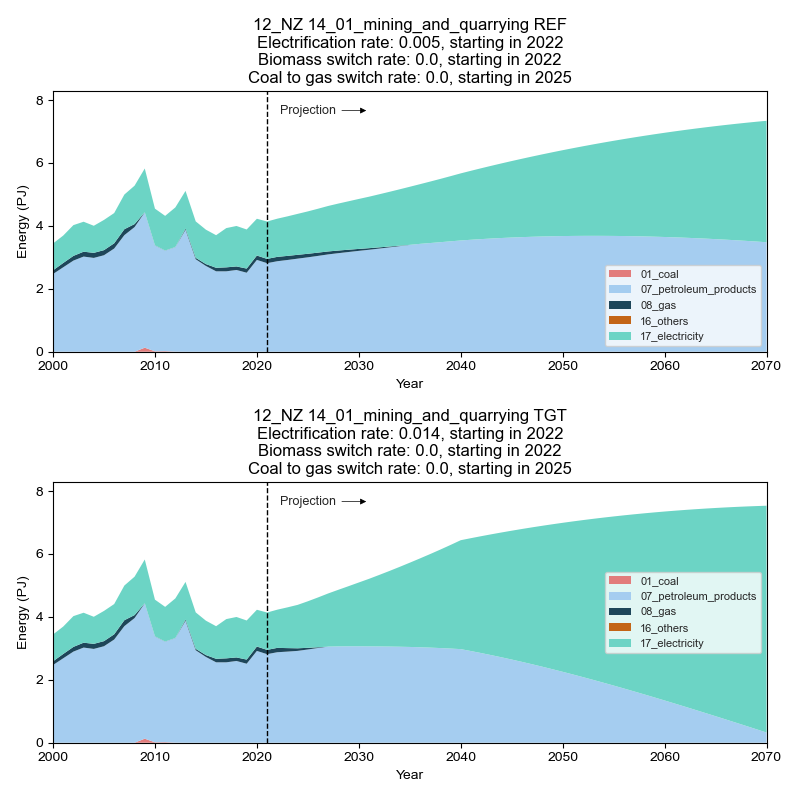 12_NZ 14_01_mining_and_quarrying REF
Electrification rate: 0.005, starting in 2022
Biomass switch rate: 0.0, starting in 2022
Coal to gas switch rate: 0.0, starting in 2025
Projection
8
6
4
2
0
Energy (PJ)
01_coal
07_petroleum_products
08_gas
16_others
17_electricity
2000 2010 2020 2030 2040 2050 2060 2070
Year
12_NZ 14_01_mining_and_quarrying TGT
Electrification rate: 0.014, starting in 2022
Biomass switch rate: 0.0, starting in 2022
Coal to gas switch rate: 0.0, starting in 2025
Projection
8
6
4
2
0
Energy (PJ)
01_coal
07_petroleum_products
08_gas
16_others
17_electricity
2000 2010 2020 2030 2040 2050 2060 2070
Year